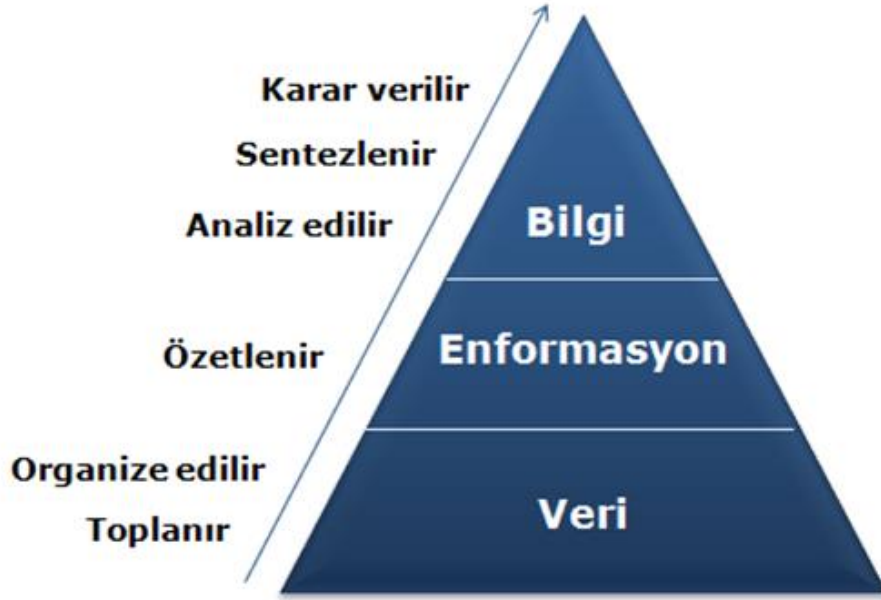 Karar verilir
Sentezlenir
Analiz edilir
Bilgi
Özetlenir
Enformasyon
Organize edilir
Toplanır
Veri